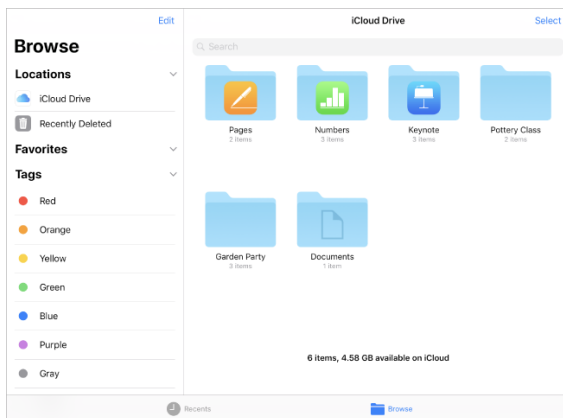 Edit
Browse
Locations
iCloud Drive
Recently Deleted
Favorites
Tags
Red
Orange
Yellow
Green
Blue
Purple
Gray
iCloud Drive
Select
Search
Pages
2 items
Numbers
3 items
Keynote
3 items
Pottery Class
2 items
Garden Party
3 items
Documents
1 item
6 items, 4.58 GB available on iCloud
Recents
Browse